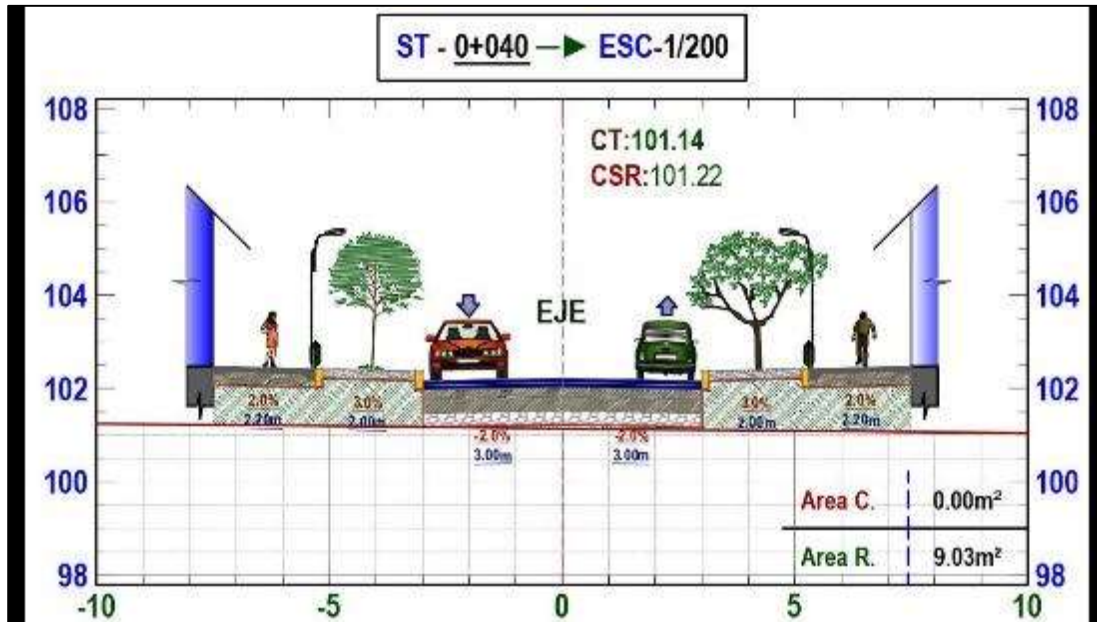 ST - 0+040 ESC-1/200
108 108
CT:101.14
CSR:101.22
106 106
104 104
EJE
102 102
2.0% 3.0% 3.0% 2.0%
2.20m 2.00m 2.00m 2.20m
-2.0% -2.0%
3.00m 3.00m
100 100
Area C. 0.00m²
Area R. 9.03m²
98 98
-10 -5 0 5 10